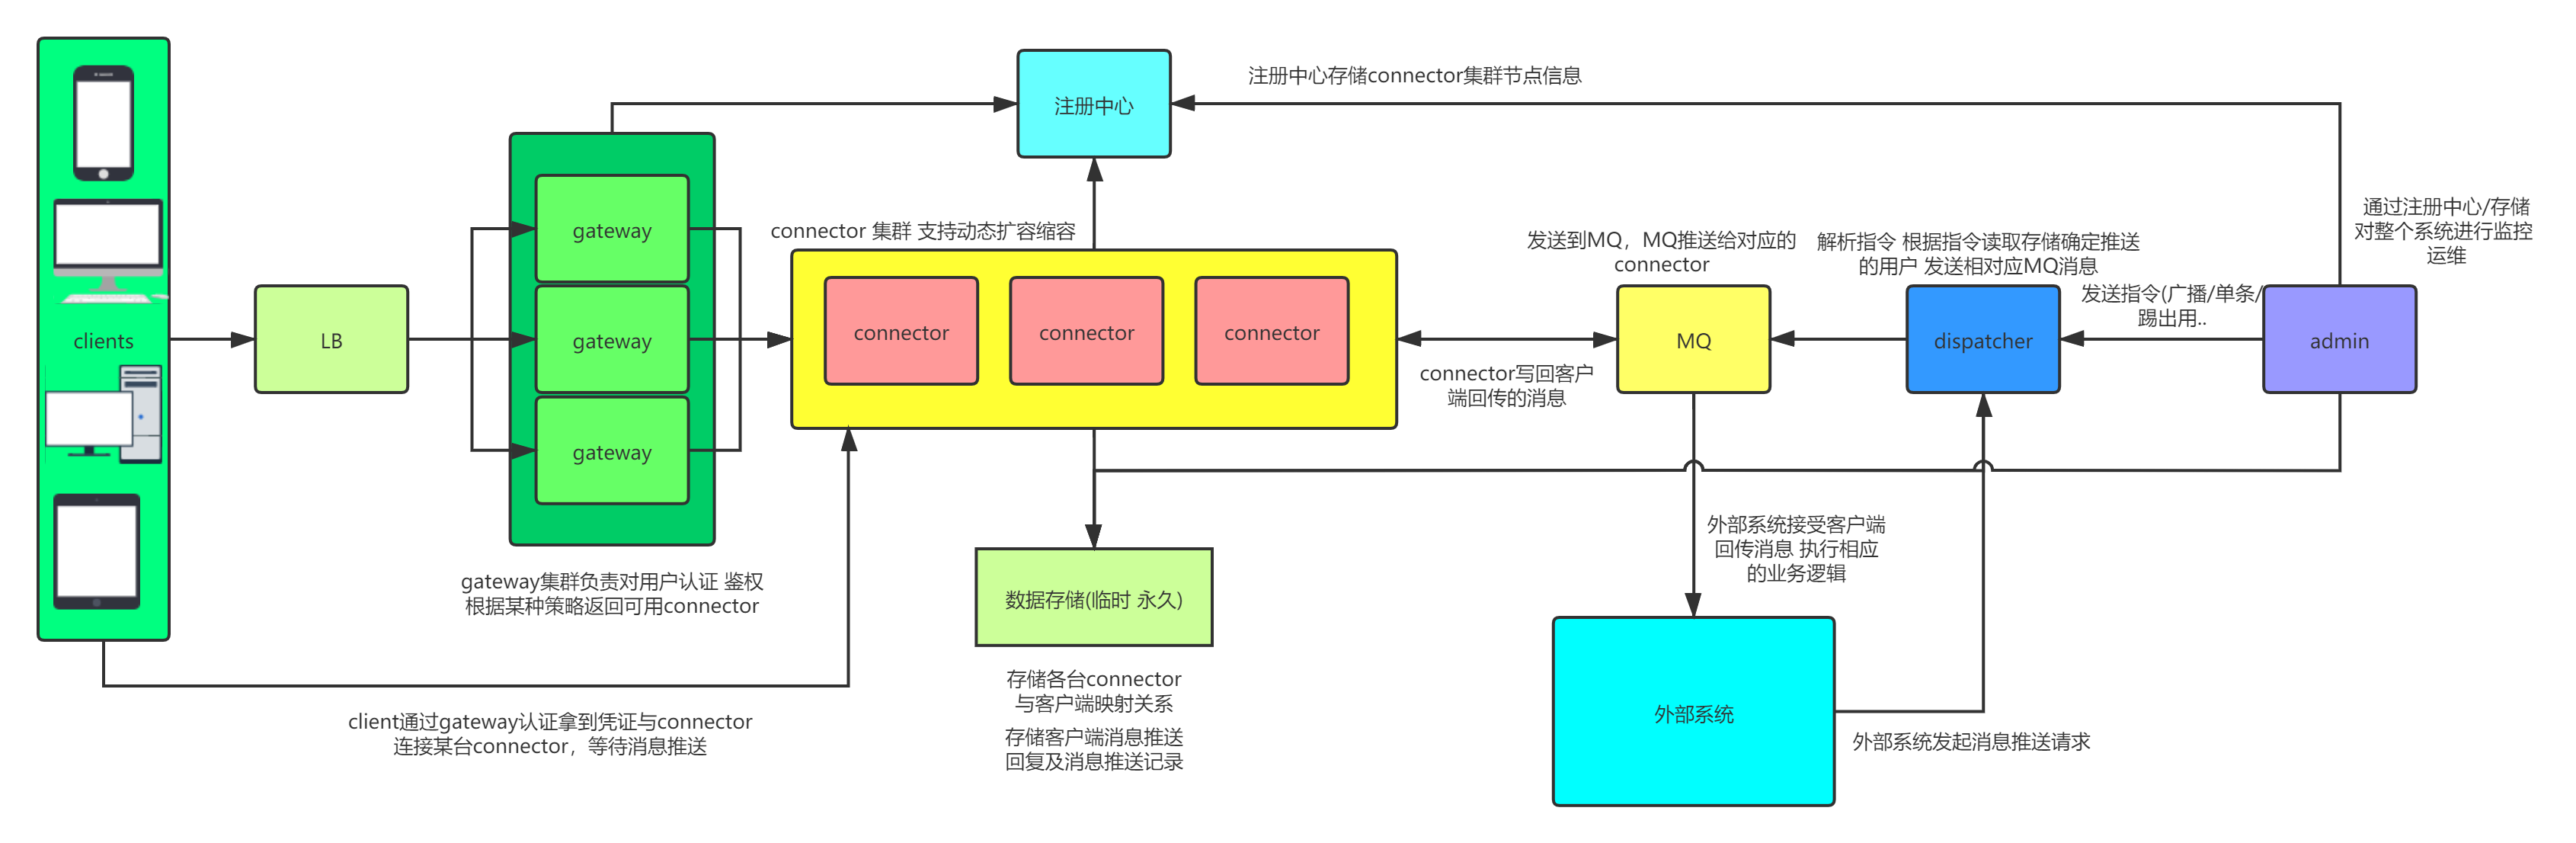 注册中心存储connector集群节点信息
注册中心
通过注册中心/存储
对整个系统进行监控
运维
connector 集群 支持动态扩容缩容
发送到MQ，MQ推送给对应的
connector
解析指令 根据指令读取存储确定推送
的用户 发送相对应MQ消息
发送指令(广播/单条/
踢出用..
clients
LB
gateway
gateway
gateway
connector
connector
connector
MQ
dispatcher
admin
connector写回客户
端回传的消息
外部系统接受客户端
回传消息 执行相应
的业务逻辑
gateway集群负责对用户认证 鉴权
根据某种策略返回可用connector
数据存储(临时 永久)
存储各台connector
与客户端映射关系
存储客户端消息推送
回复及消息推送记录
client通过gateway认证拿到凭证与connector
连接某台connector，等待消息推送
外部系统
外部系统发起消息推送请求